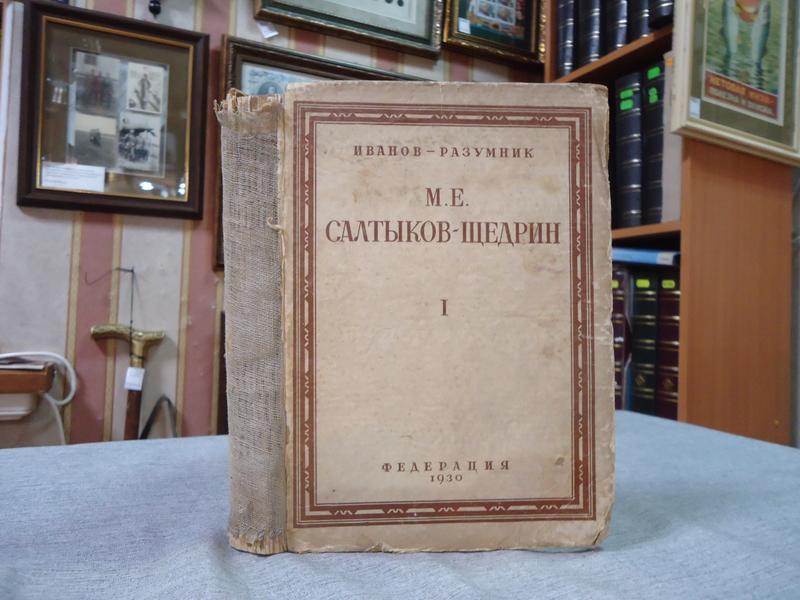 ИВАНОВ-РАЗУМНИК
М.Е.
САЛТЫКОВ-ЩЕДРИН
I
ФЕДЕРАЦИЯ
1930